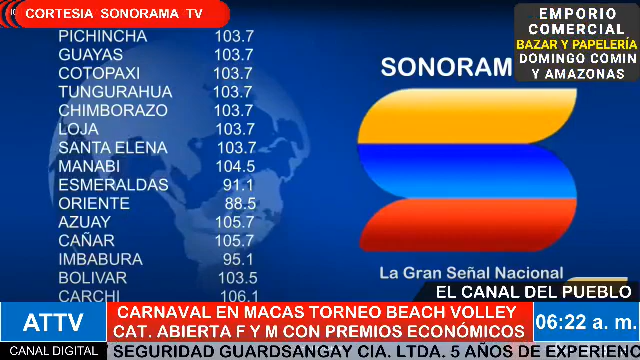 CORTESIA SONORAMA TV
EMPORIO
COMERCIAL
BAZAR Y PAPELERÍA
DOMINGO COMIN
Y AMAZONAS
PICHINCHA 103.7
GUAYAS 103.7
COTOPAXI 103.7
TUNGURAHUA 103.7
CHIMBORAZO 103.7
LOJA 103.7
SANTA ELENA 103.7
MANABI 104.5
ESMERALDAS 91.1
ORIENTE 88.5
AZUAY 105.7
CAÑAR 105.7
IMBABURA 95.1
BOLIVAR 103.5
CARCHI 106.1
SONORAM
La Gran Señal Nacional
EL CANAL DEL PUEBLO
ATTV
CARNAVAL EN MACAS TORNEO BEACH VOLLEY
CAT. ABIERTA F Y M CON PREMIOS ECONÓMICOS
06:22 a. m.
CANAL DIGITAL
SEGURIDAD GUARDSANGAY CIA. LTDA. 5 AÑOS DE EXPERIENC